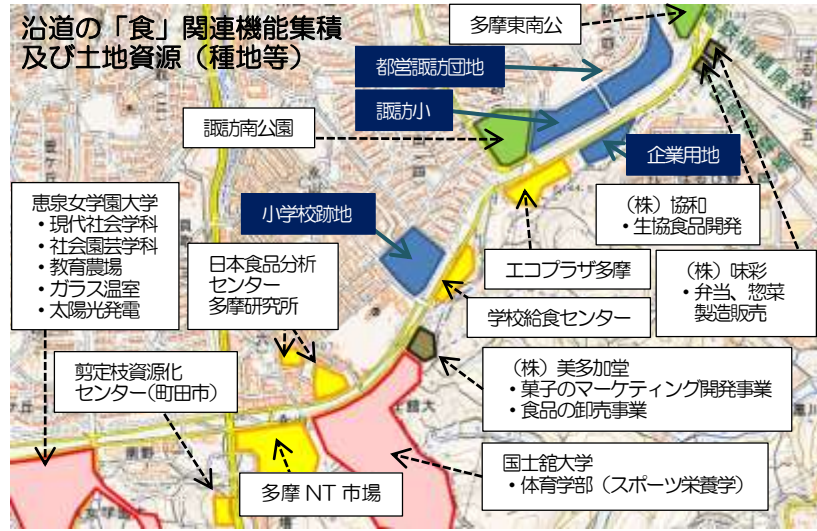 沿道の「食」関連機能集積
及び土地資源（種地等）
多摩東南公
都営諏訪団地
諏訪小
諏訪南公園
企業用地
恵泉女学園大学
・現代社会学科
・社会園芸学科
・教育農場
・ガラス温室
・太陽光発電
小学校跡地
（株）協和
・生協食品開発
日本食品分析
センター
多摩研究所
エコプラザ多摩
（株）味彩
・弁当、惣菜
製造販売
学校給食センター
剪定枝資源化
センター（町田市）
（株）美多加堂
・菓子のマーケティング開発事業
・食品の卸売事業
国士舘大学
・体育学部（スポーツ栄養学）
多摩 NT 市場